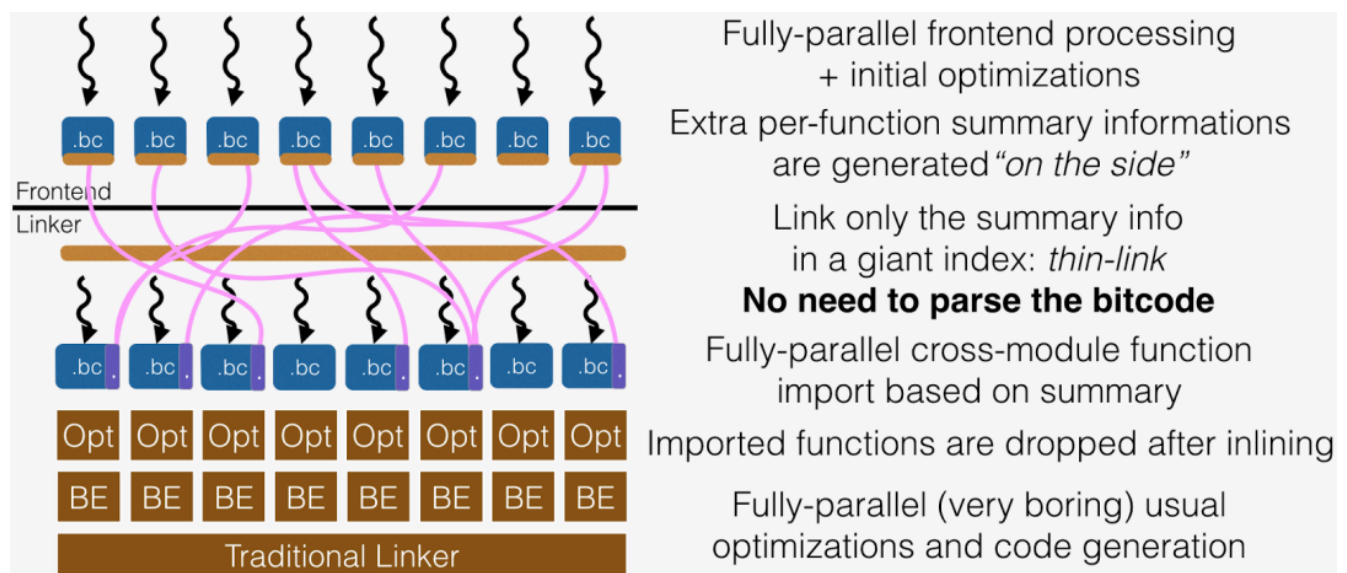 Fully-parallel frontend processing
+ initial optimizations
.bc .bc .bc .bc .bc .bc .bc .bc
Extra per-function summary informations
are generated “on the side”
Frontend
Linker
Link only the summary info
in a giant index: thin-link
No need to parse the bitcode
.bc .bc .bc .bc .bc .bc .bc .bc
Fully-parallel cross-module function
import based on summary
Opt Opt Opt Opt Opt Opt Opt Opt
Imported functions are dropped after inlining
BE BE BE BE BE BE BE BE
Fully-parallel (very boring) usual
optimizations and code generation
Traditional Linker